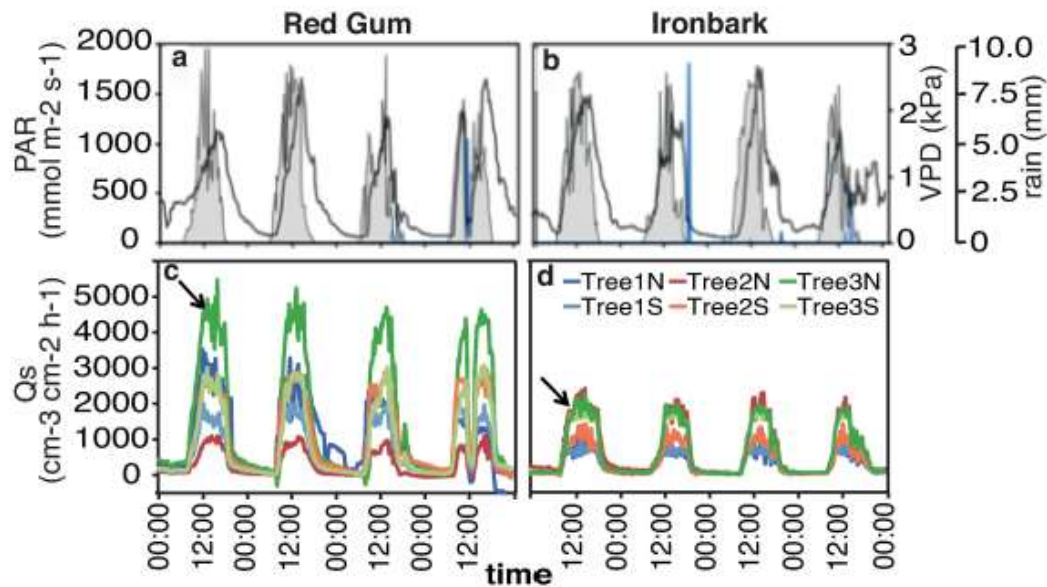 Red Gum
Ironbark
PAR
(mmol m-2 s-1)
2000
1500
1000
500
0
a
b
3
2
1
0
VPD (kPa)
10.0
7.5
5.0
2.5
0
rain (mm)
Qs
(cm-3 cm-2 h-1)
5000
4000
3000
2000
1000
0
c
d
Tree1N Tree2N Tree3N
Tree1S Tree2S Tree3S
00:00 12:00 00:00 12:00 00:00 12:00 00:00 12:00 12:00 00:00 12:00 00:00 12:00 00:00 12:00 00:00
time